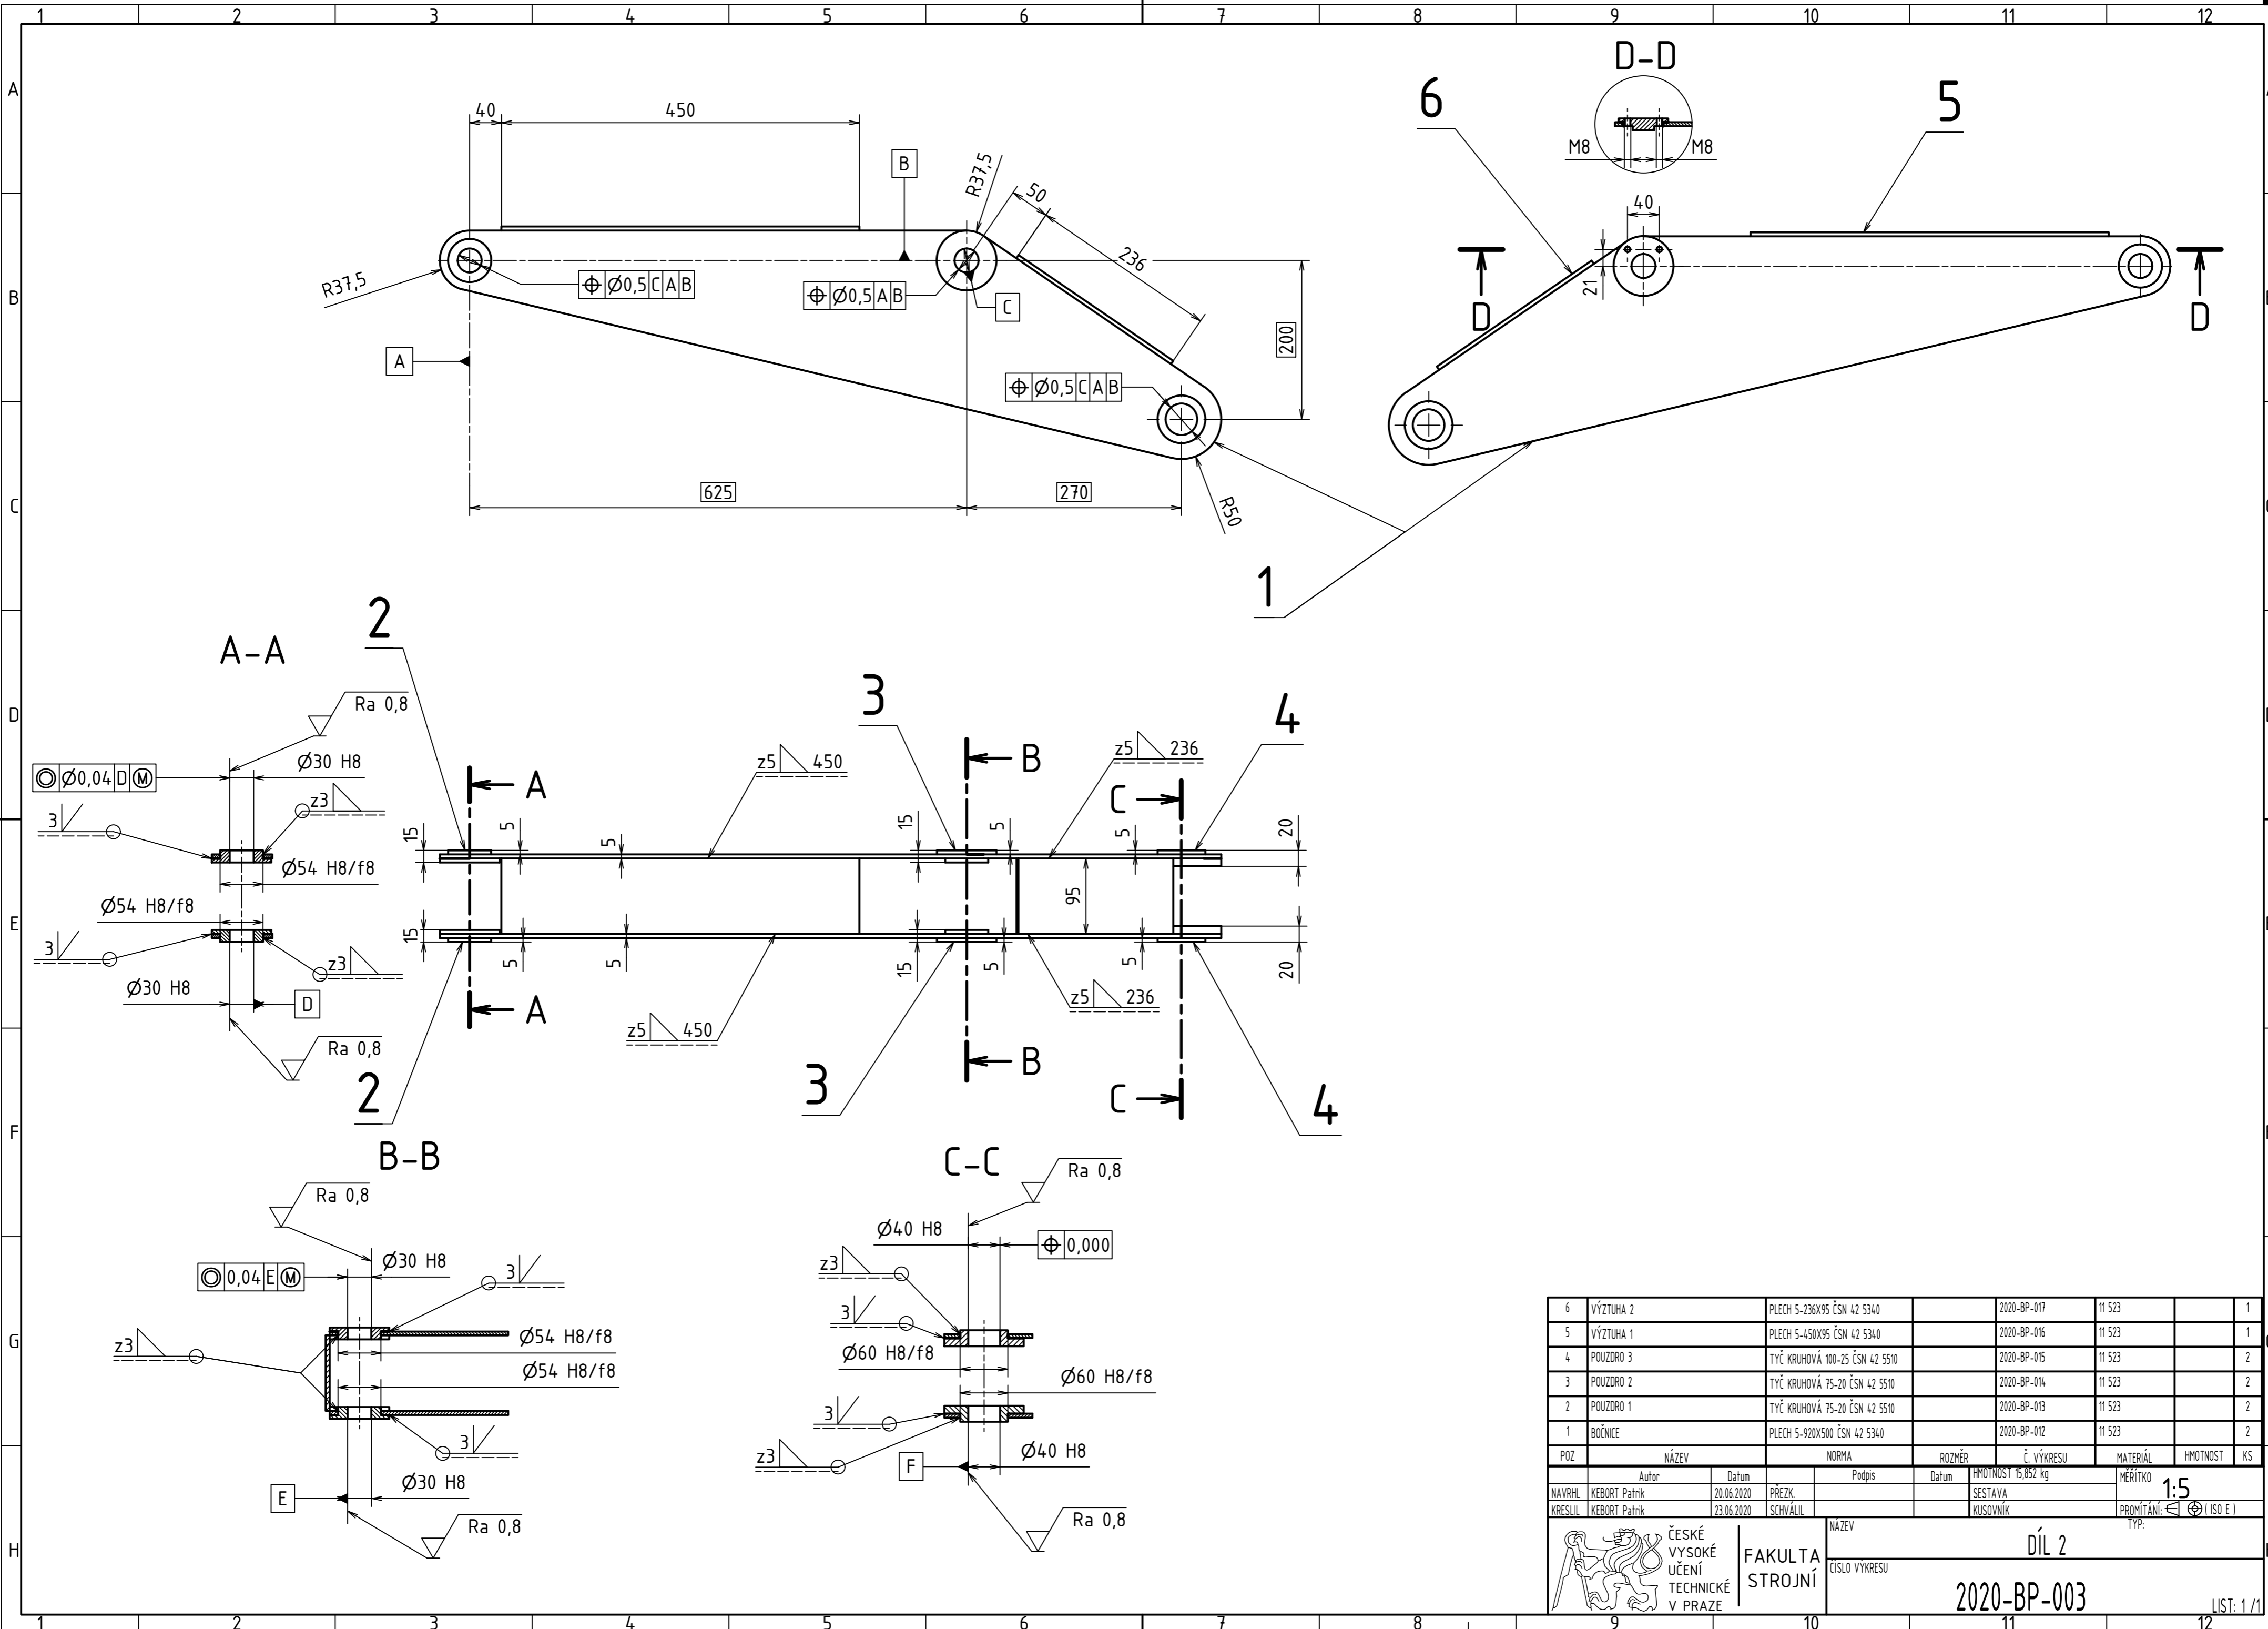 1 2 3 4 5 6 7 8 9 10 11 12
A
B
C
D
E
F
G
H
40
450
B
R37,5
50
236
R37,5
⌖ Ø0,5 C A B
⌖ Ø0,5 A B
C
A
⌖ Ø0,5 C A B
200
625
270
R50
D-D
M8
M8
6
5
40
21
D
D
1
A-A
2
Ra 0,8
Ø30 H8
◎ Ø0,04 D Ⓜ
z3
3
Ø54 H8/f8
Ø54 H8/f8
3
z3
Ø30 H8
D
Ra 0,8
2
3
4
z5 450
z5 236
A
B
C
15
5
5
15
5
5
20
95
15
5
5
15
5
5
20
z5 450
z5 236
A
B
C
3
4
B-B
Ra 0,8
◎ 0,04 E Ⓜ
Ø30 H8
3
z3
Ø54 H8/f8
Ø54 H8/f8
3
Ø30 H8
E
Ra 0,8
C-C
Ra 0,8
Ø40 H8
⌖ 0,000
z3
3
Ø60 H8/f8
Ø60 H8/f8
3
z3
F
Ø40 H8
Ra 0,8
6 VÝZTUHA 2 PLECH 5-236X95 ČSN 42 5340 2020-BP-017 11 523 1
5 VÝZTUHA 1 PLECH 5-450X95 ČSN 42 5340 2020-BP-016 11 523 1
4 POUZDRO 3 TYČ KRUHOVÁ 100-25 ČSN 42 5510 2020-BP-015 11 523 2
3 POUZDRO 2 TYČ KRUHOVÁ 75-20 ČSN 42 5510 2020-BP-014 11 523 2
2 POUZDRO 1 TYČ KRUHOVÁ 75-20 ČSN 42 5510 2020-BP-013 11 523 2
1 BOČNICE PLECH 5-920X500 ČSN 42 5340 2020-BP-012 11 523 2
POZ NÁZEV NORMA ROZMĚR Č. VÝKRESU MATERIÁL HMOTNOST KS
Autor Datum Podpis Datum HMOTNOST 15,852 kg MĚŘÍTKO 1:5
NAVRHL KEBORT Patrik 20.06.2020 PŘEZK. SESTAVA
KRESLIL KEBORT Patrik 23.06.2020 SCHVÁLIL KUSOVNÍK PROMÍTÁNÍ: ( ISO E )
ČESKÉ
VYSOKÉ
UČENÍ
TECHNICKÉ
V PRAZE
FAKULTA
STROJNÍ
NÁZEV TYP:
DÍL 2
ČÍSLO VÝKRESU
2020-BP-003
LIST: 1 /1
1 2 3 4 5 6 7 8 9 10 11 12